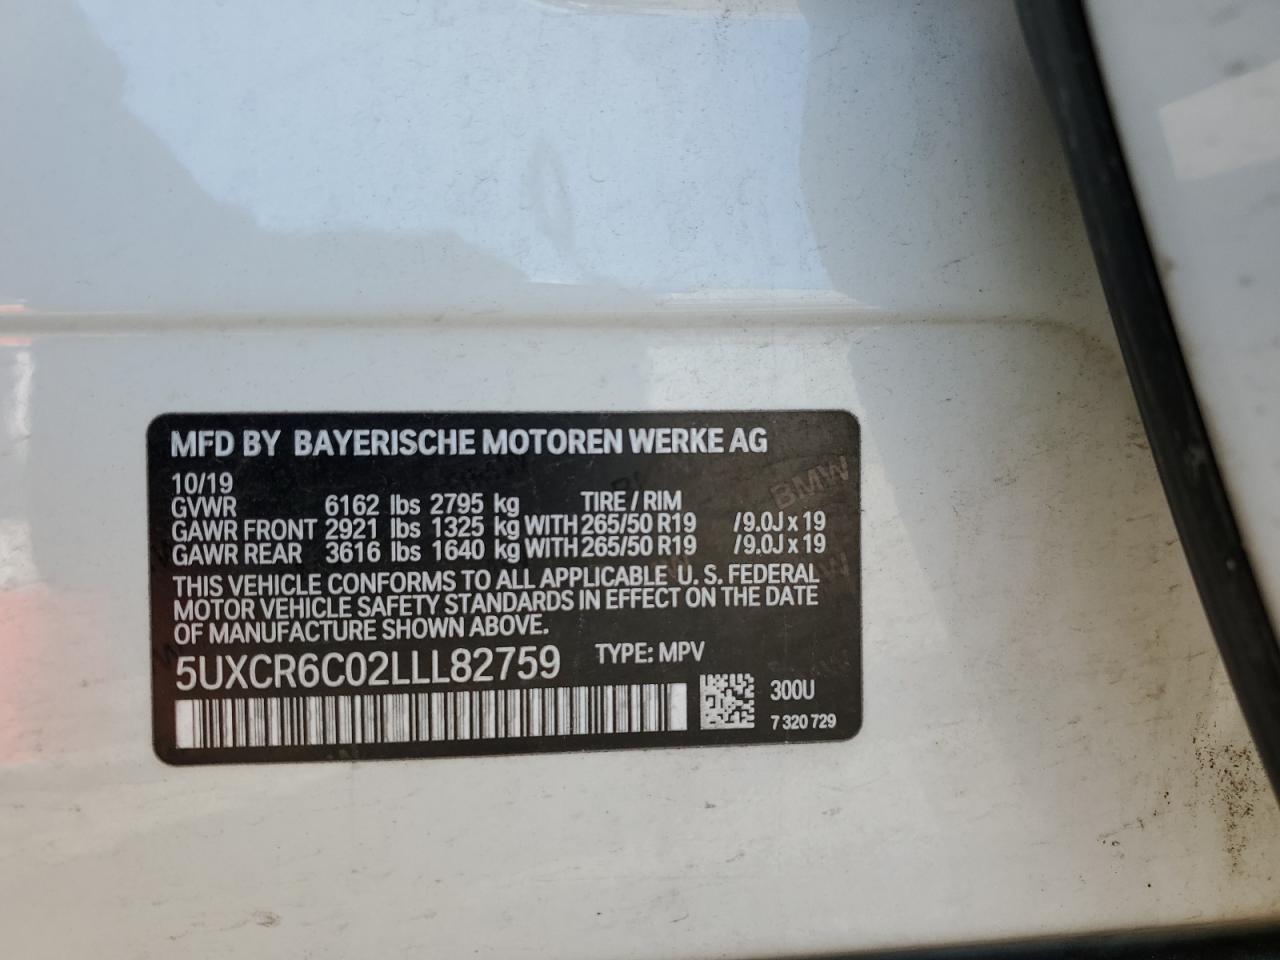 MFD BY BAYERISCHE MOTOREN WERKE AG
10/19
GVWR 6162 lbs 2795 kg TIRE / RIM
GAWR FRONT 2921 lbs 1325 kg WITH 265/50 R19 /9.0J x 19
GAWR REAR 3616 lbs 1640 kg WITH 265/50 R19 /9.0J x 19
THIS VEHICLE CONFORMS TO ALL APPLICABLE U. S. FEDERAL
MOTOR VEHICLE SAFETY STANDARDS IN EFFECT ON THE DATE
OF MANUFACTURE SHOWN ABOVE.
5UXCR6C02LLL82759 TYPE: MPV
300U
7 320 729
BMW